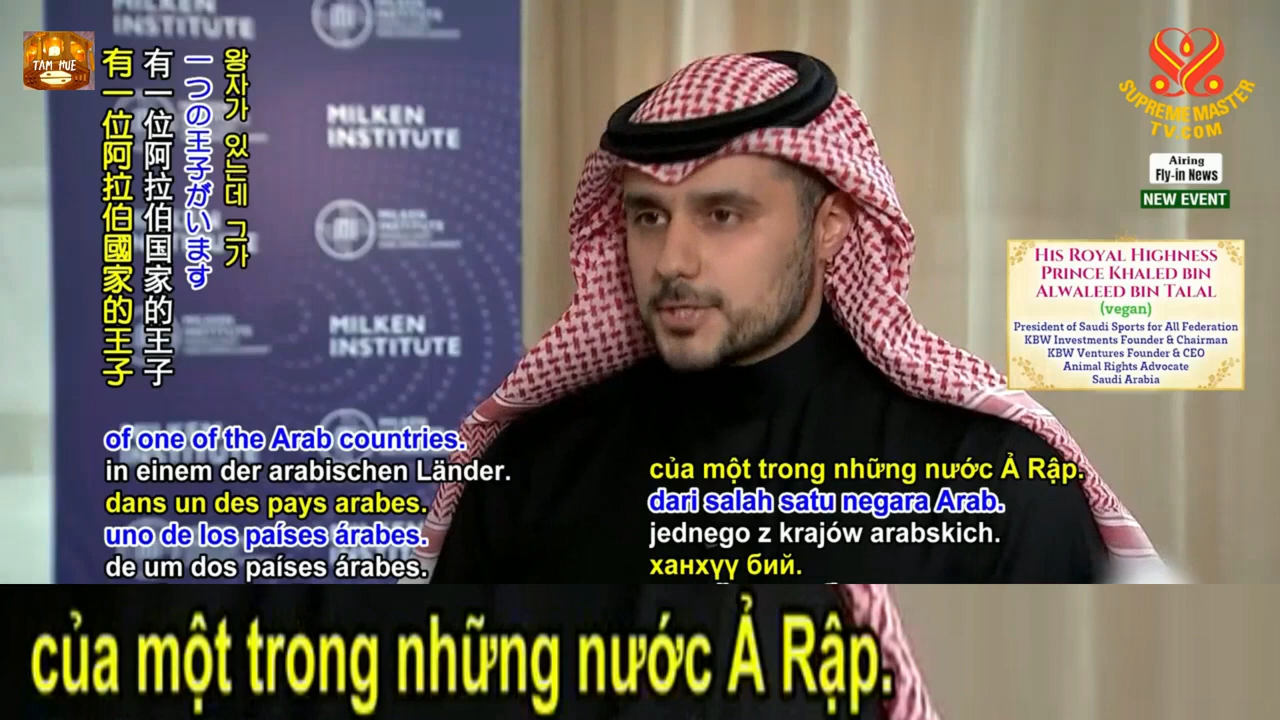 MILKEN
INSTITUTE
TAM HUE
有一位阿拉伯國家的王子
有一位阿拉伯国家的王子
一つの王子がいます
왕자가 있는데 그가
MILKEN
INSTITUTE
MILKEN
INSTITUTE
MILKEN
INSTITUTE
SUPREME MASTER
TV.COM
Airing
Fly-in News
NEW EVENT
HIS ROYAL HIGHNESS
PRINCE KHALED BIN
ALWALEED BIN TALAL
(vegan)
President of Saudi Sports for All Federation
KBW Investments Founder & Chairman
KBW Ventures Founder & CEO
Animal Rights Advocate
Saudi Arabia
of one of the Arab countries.
in einem der arabischen Länder.
dans un des pays arabes.
uno de los países árabes.
de um dos países árabes.
của một trong những nước Ả Rập.
dari salah satu negara Arab.
jednego z krajów arabskich.
ханхүү бий.
của một trong những nước Ả Rập.